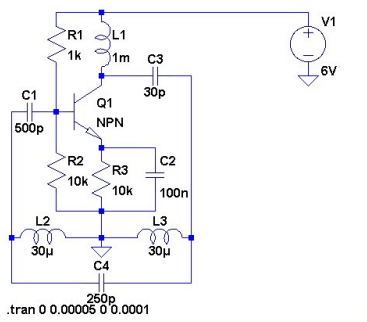 V1
6V
R1
1k
L1
1m
C3
30p
C1
500p
Q1
NPN
R2
10k
R3
10k
C2
100n
L2
30µ
L3
30µ
C4
250p
.tran 0 0.00005 0 0.0001